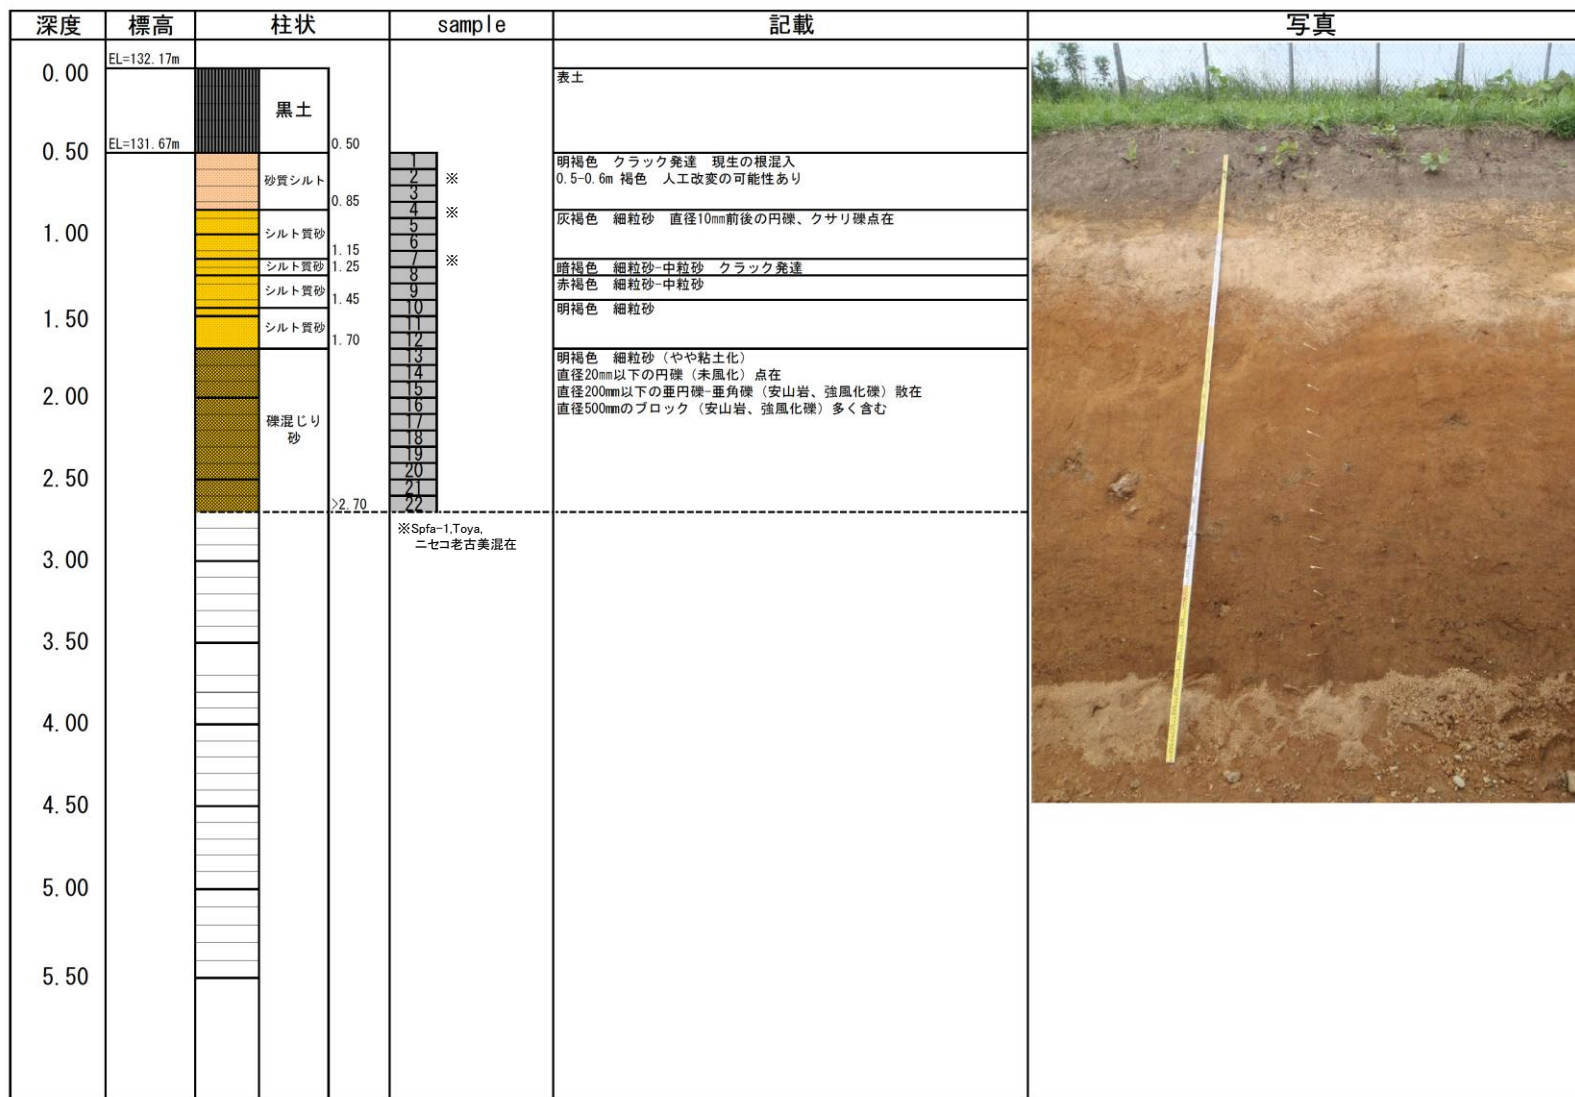 深度 標高 柱状 sample 記載 写真
EL=132.17m
0.00
表土
黒土
EL=131.67m
0.50
0.50
1
明褐色 クラック発達 現生の根混入
砂質シルト
2
※
0.5-0.6m 褐色 人工改変の可能性あり
3
0.85
4
※
灰褐色 細粒砂 直径10mm前後の円礫、クサリ礫点在
5
1.00
シルト質砂
6
1.15
7
※
シルト質砂
1.25
暗褐色 細粒砂-中粒砂 クラック発達
8
赤褐色 細粒砂-中粒砂
シルト質砂
9
1.45
10
明褐色 細粒砂
1.50
シルト質砂
11
1.70
12
13
明褐色 細粒砂（やや粘土化）
14
直径20mm以下の円礫（未風化）点在
15
直径200mm以下の亜円礫-亜角礫（安山岩、強風化礫）散在
2.00
16
直径500mmのブロック（安山岩、強風化礫）多く含む
礫混じり
砂
17
18
19
20
2.50
21
>2.70
22
※Spfa-1,Toya,
ニセコ老古美混在
3.00
3.50
4.00
4.50
5.00
5.50